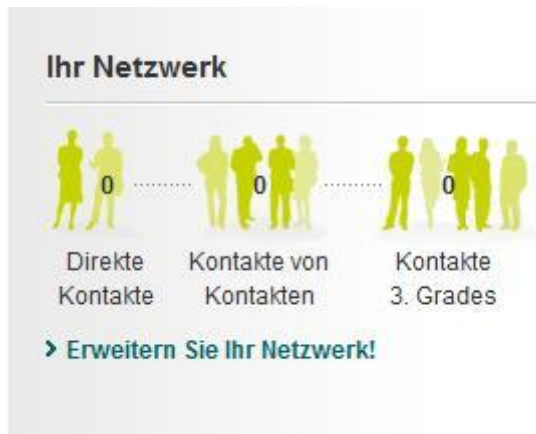 Ihr Netzwerk
0 0 0
Direkte Kontakte von Kontakte
Kontakte Kontakten 3. Grades
> Erweitern Sie Ihr Netzwerk!